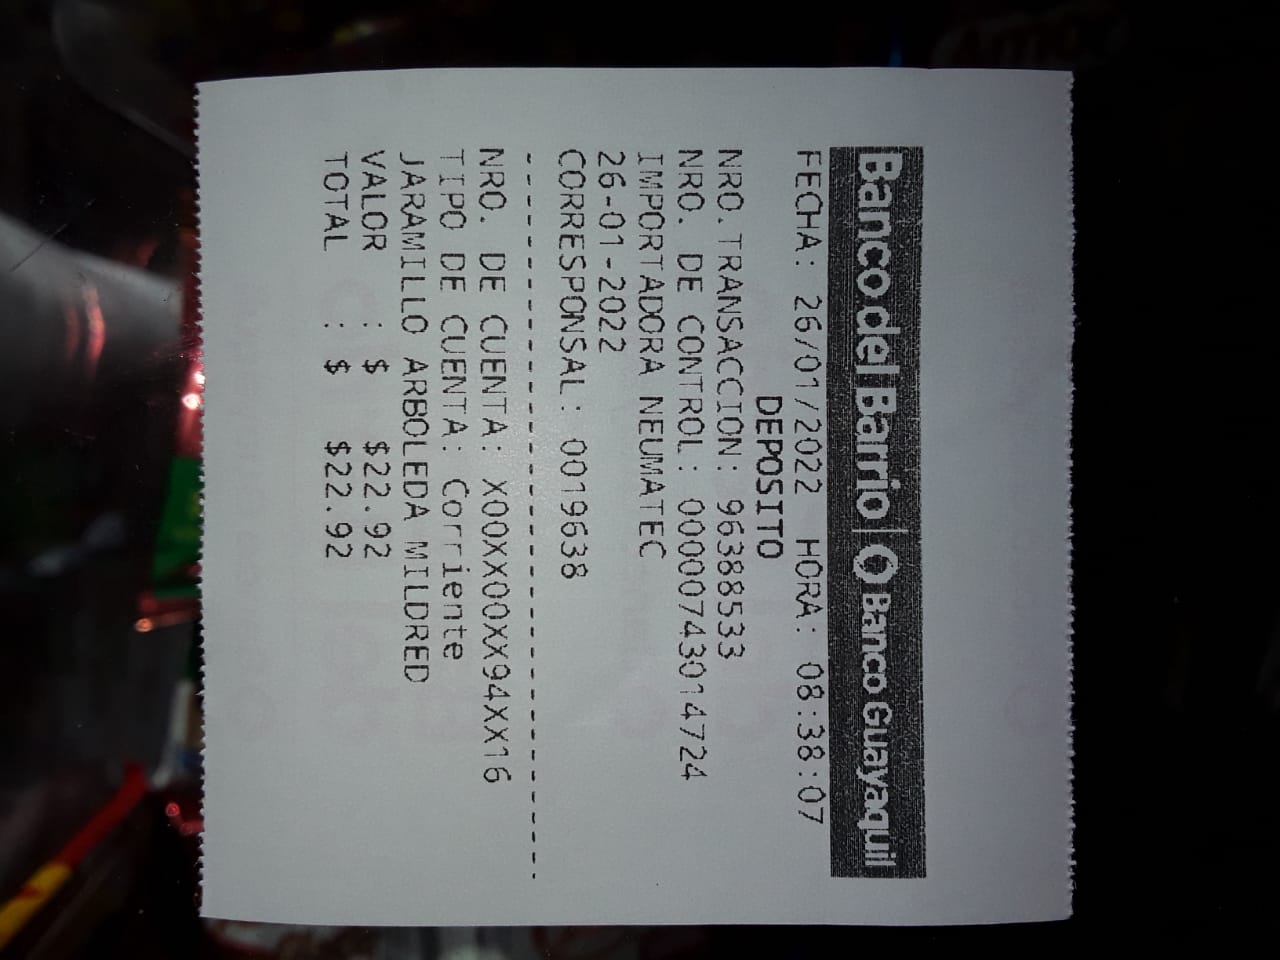 Banco del Barrio | Banco Guayaquil
FECHA: 26/01/2022 HORA: 08:38:07
DEPOSITO
NRO. TRANSACCION: 96388533
NRO. DE CONTROL: 00000743014724
IMPORTADORA NEUMATEC
26-01-2022
CORRESPONSAL: 0019638
--------------------------------------
NRO. DE CUENTA: X00XX00XX94XX16
TIPO DE CUENTA: Corriente
JARAMILLO ARBOLEDA MILDRED
VALOR : $ $22.92
TOTAL : $ $22.92